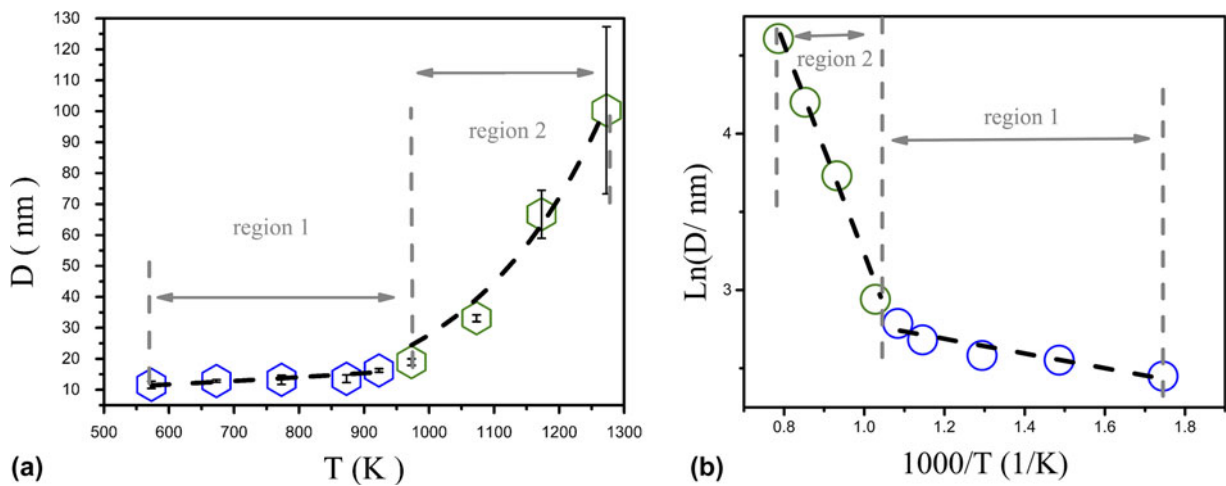 130
120
110
100
90
80
70
60
50
40
30
20
10
D ( nm )
region 1
region 2
500 600 700 800 900 1000 1100 1200 1300
T (K)
(a)
4
3
Ln(D/ nm)
region 2
region 1
0.8 1.0 1.2 1.4 1.6 1.8
1000/T (1/K)
(b)